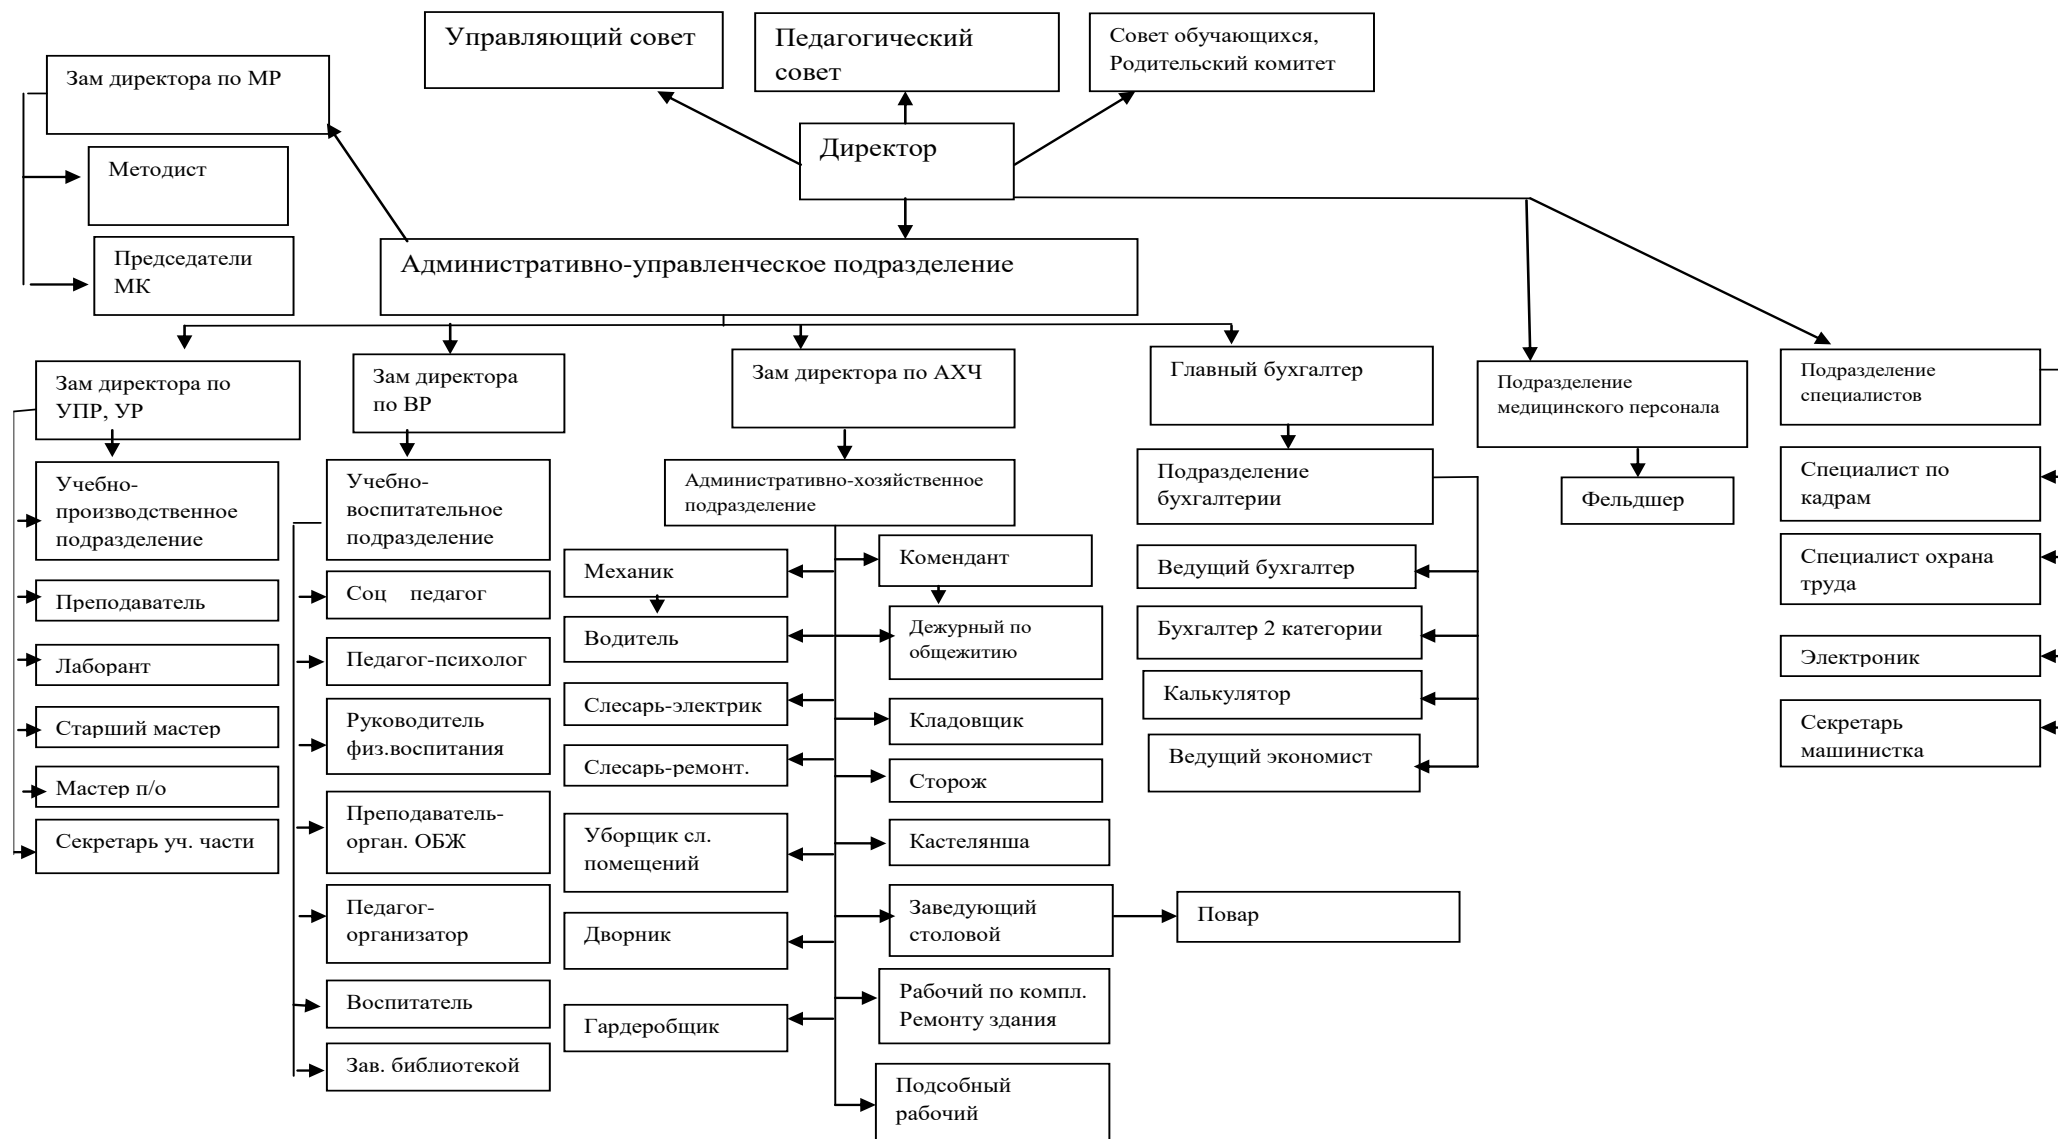 Управляющий совет
Педагогический
совет
Совет обучающихся,
Родительский комитет
Зам директора по МР
Директор
Методист
Председатели
МК
Административно-управленческое подразделение
Зам директора по
УПР, УР
Зам директора
по ВР
Зам директора по АХЧ
Главный бухгалтер
Подразделение
медицинского персонала
Подразделение
специалистов
Учебно-
производственное
подразделение
Преподаватель
Лаборант
Старший мастер
Мастер п/о
Секретарь уч. части
Учебно-
воспитательное
подразделение
Соц педагог
Педагог-психолог
Руководитель
физ.воспитания
Преподаватель-
орган. ОБЖ
Педагог-
организатор
Воспитатель
Зав. библиотекой
Административно-хозяйственное
подразделение
Механик
Водитель
Слесарь-электрик
Слесарь-ремонт.
Уборщик сл.
помещений
Дворник
Гардеробщик
Комендант
Дежурный по
общежитию
Кладовщик
Сторож
Кастелянша
Заведующий
столовой
Повар
Рабочий по компл.
Ремонту здания
Подсобный
рабочий
Подразделение
бухгалтерии
Ведущий бухгалтер
Бухгалтер 2 категории
Калькулятор
Ведущий экономист
Фельдшер
Специалист по
кадрам
Специалист охрана
труда
Электроник
Секретарь
машинистка